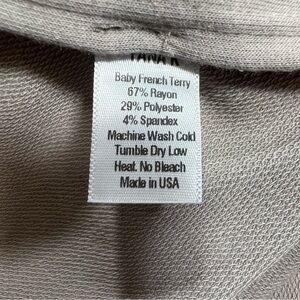 TANA K
Baby French Terry
67% Rayon
29% Polyester
4% Spandex
Machine Wash Cold
Tumble Dry Low
Heat. No Bleach
Made in USA